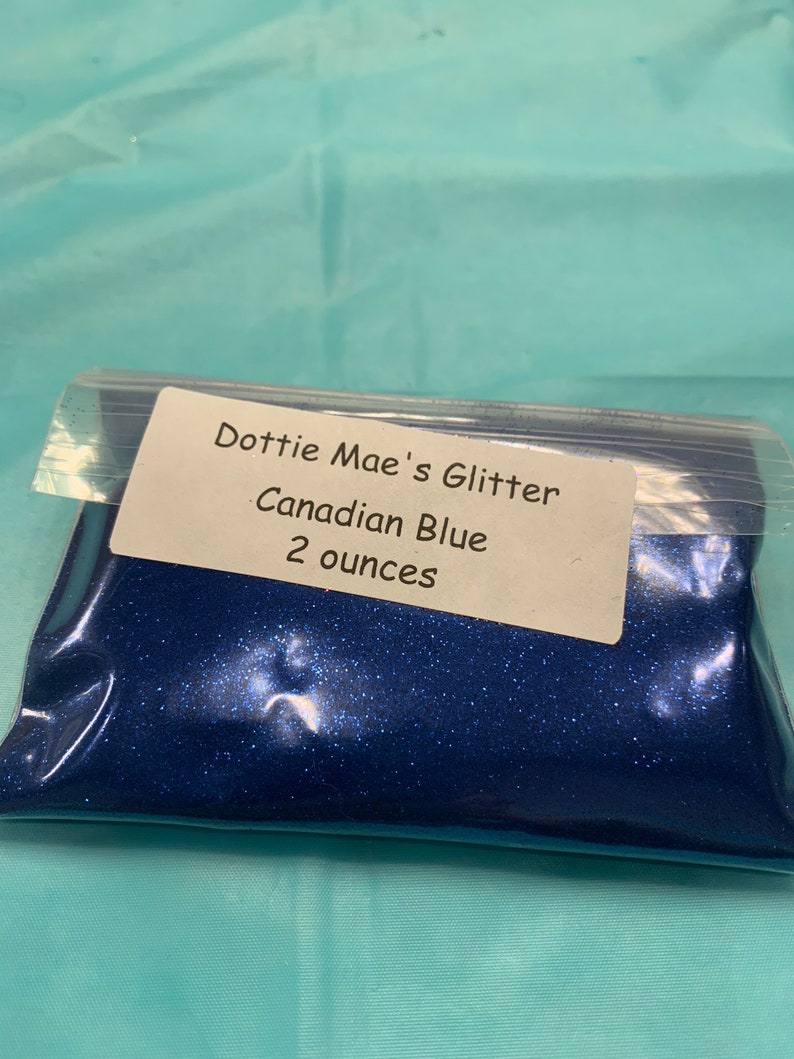 Dottie Mae's Glitter
Canadian Blue
2 ounces